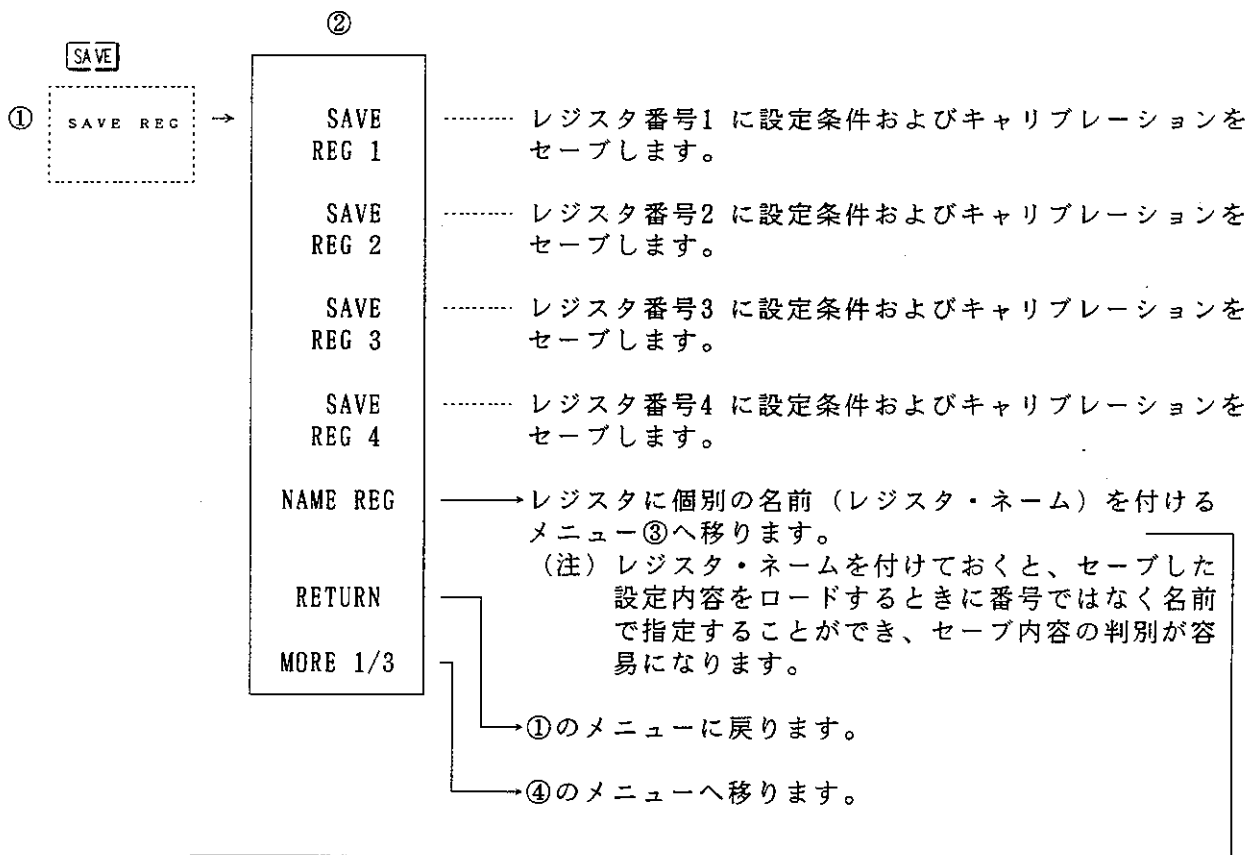 ②
SAVE
① SAVE REG →
SAVE ……… レジスタ番号1 に設定条件およびキャリブレーションを
REG 1 セーブします。
SAVE ……… レジスタ番号2 に設定条件およびキャリブレーションを
REG 2 セーブします。
SAVE ……… レジスタ番号3 に設定条件およびキャリブレーションを
REG 3 セーブします。
SAVE ……… レジスタ番号4 に設定条件およびキャリブレーションを
REG 4 セーブします。
NAME REG → レジスタに個別の名前（レジスタ・ネーム）を付ける
メニュー③へ移ります。
（注）レジスタ・ネームを付けておくと、セーブした
RETURN 設定内容をロードするときに番号ではなく名前
で指定することができ、セーブ内容の判別が容
MORE 1/3 易になります。
→①のメニューに戻ります。
→④のメニューへ移ります。